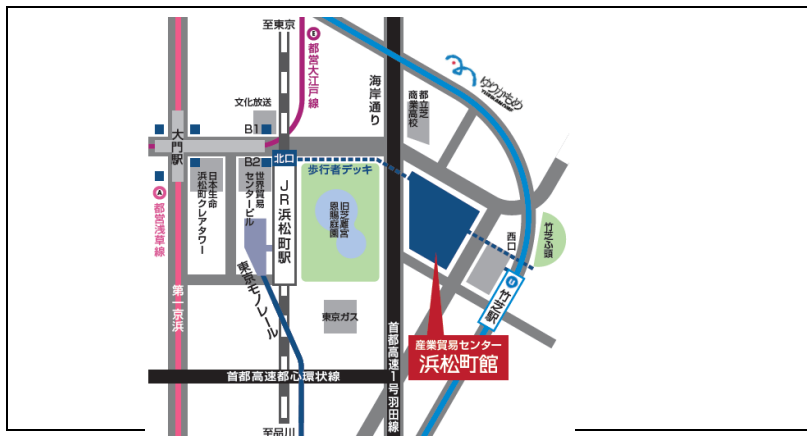 至東京
E
都営大江戸線
海岸通り
都立芝
商業高校
ゆりかもめ
文化放送
B1
大門駅
B2
北口
歩行者デッキ
日本生命
浜松町クレアタワー
世界貿易
センタービル
JR浜松町駅
旧芝離宮
恩賜庭園
A
都営浅草線
西口
竹芝ふ頭
竹芝駅
第一京浜
東京モノレール
東京ガス
首都高速1号羽田線
産業貿易センター
浜松町館
首都高速都心環状線
至品川